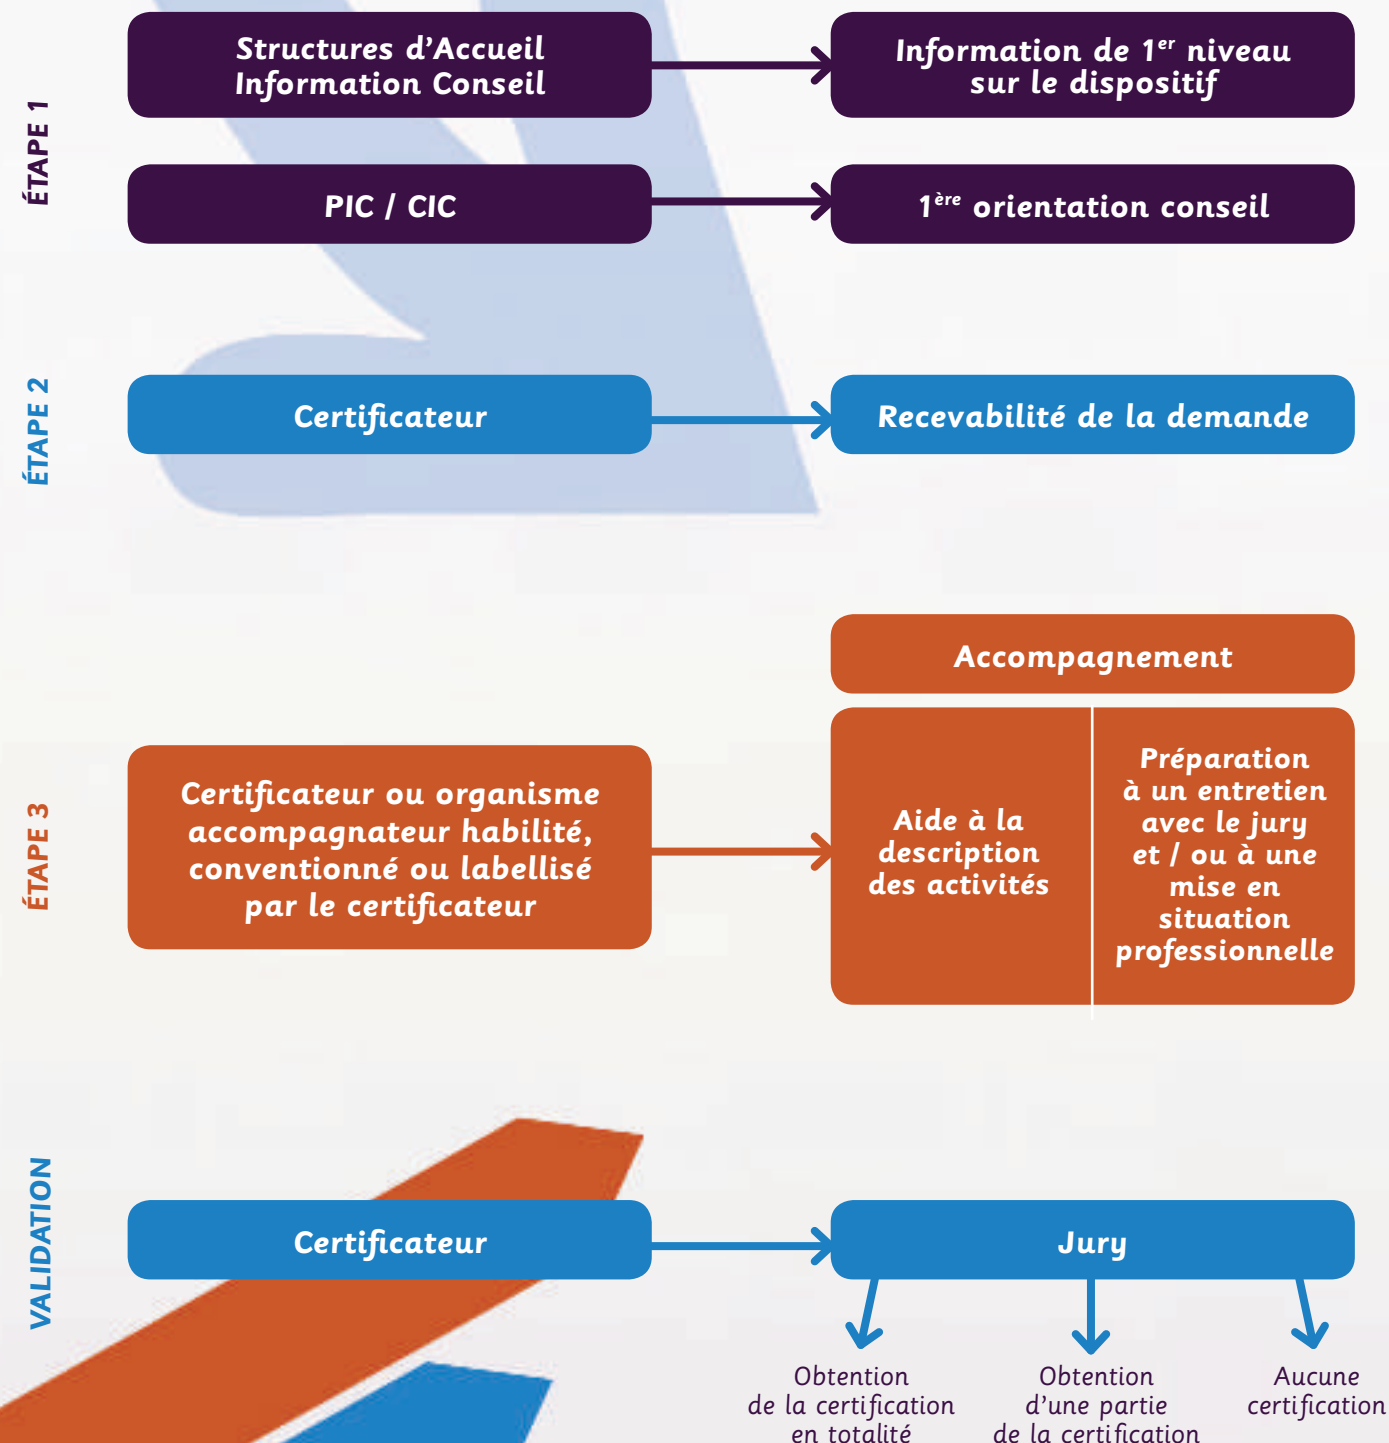 ÉTAPE 1
Structures d'Accueil
Information Conseil
Information de 1er niveau
sur le dispositif
PIC / CIC
1ère orientation conseil
ÉTAPE 2
Certificateur
Recevabilité de la demande
ÉTAPE 3
Certificateur ou organisme
accompagnateur habilité,
conventionné ou labellisé
par le certificateur
Accompagnement
Aide à la
description
des activités
Préparation
à un entretien
avec le jury
et / ou à une
mise en
situation
professionnelle
VALIDATION
Certificateur
Jury
Obtention
de la certification
en totalité
Obtention
d'une partie
de la certification
Aucune
certification